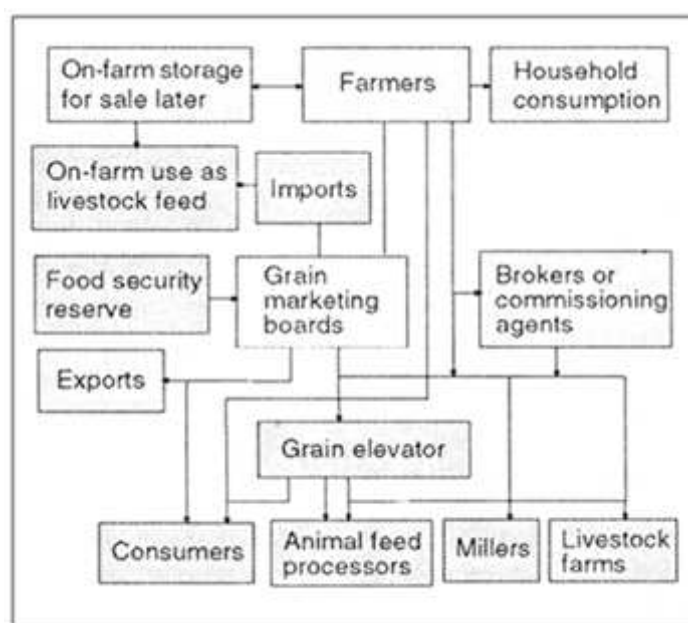 On-farm storage
for sale later
Farmers
Household
consumption
On-farm use as
livestock feed
Imports
Food security
reserve
Grain
marketing
boards
Brokers or
commissioning
agents
Exports
Grain elevator
Consumers
Animal feed
processors
Millers
Livestock
farms